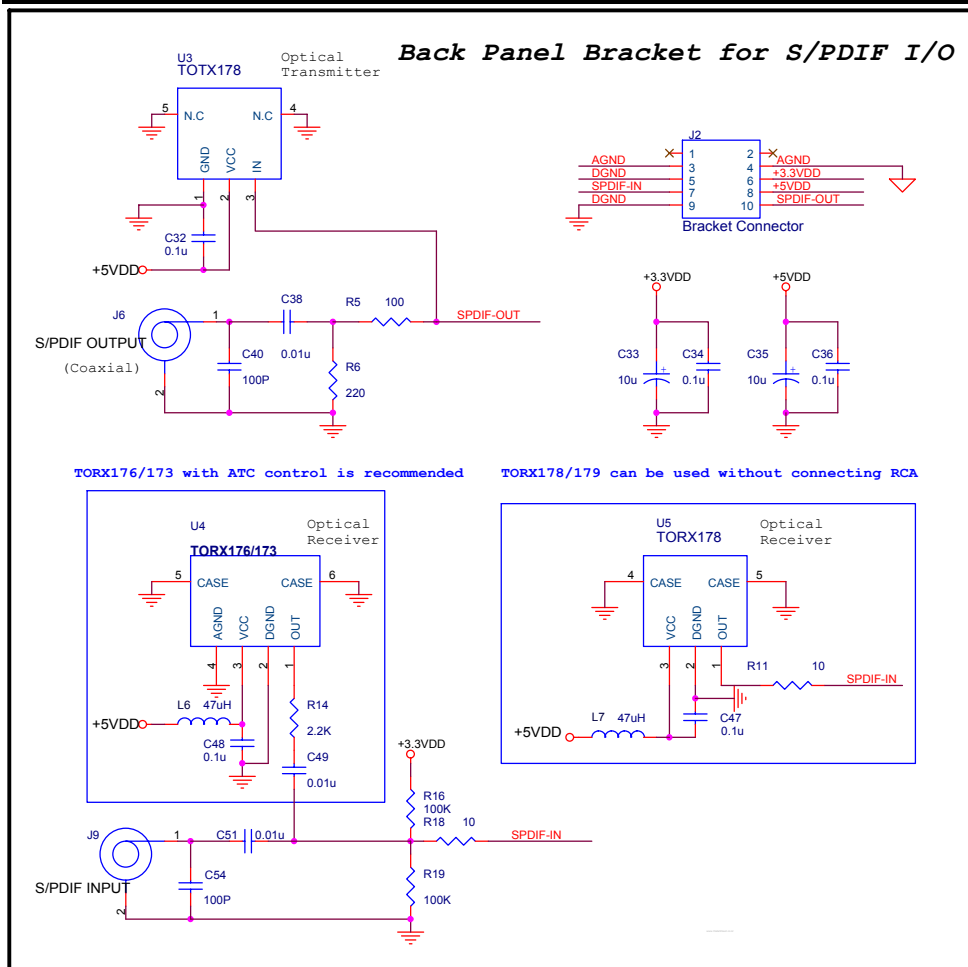 Back Panel Bracket for S/PDIF I/O
U3
TOTX178
Optical
Transmitter
5
N.C
N.C
4
GND
VCC
IN
1
2
3
C32
0.1u
+5VDD
J2
1
2
AGND
3
4
AGND
DGND
5
6
+3.3VDD
SPDIF-IN
7
8
+5VDD
DGND
9
10
SPDIF-OUT
Bracket Connector
J6
1
C38
0.01u
R5
100
SPDIF-OUT
S/PDIF OUTPUT
(Coaxial)
2
C40
100P
R6
220
+3.3VDD
C33
10u
+
C34
0.1u
+5VDD
C35
10u
+
C36
0.1u
TORX176/173 with ATC control is recommended
U4
TORX176/173
Optical
Receiver
5
CASE
CASE
6
AGND
VCC
DGND
OUT
4
3
2
1
R14
2.2K
L6
47uH
+5VDD
C48
0.1u
C49
0.01u
TORX178/179 can be used without connecting RCA
U5
TORX178
Optical
Receiver
4
CASE
CASE
5
VCC
DGND
OUT
3
2
1
R11
10
SPDIF-IN
C47
0.1u
L7
47uH
+5VDD
+3.3VDD
R16
100K
R18
10
SPDIF-IN
J9
1
C51
0.01u
S/PDIF INPUT
2
C54
100P
R19
100K